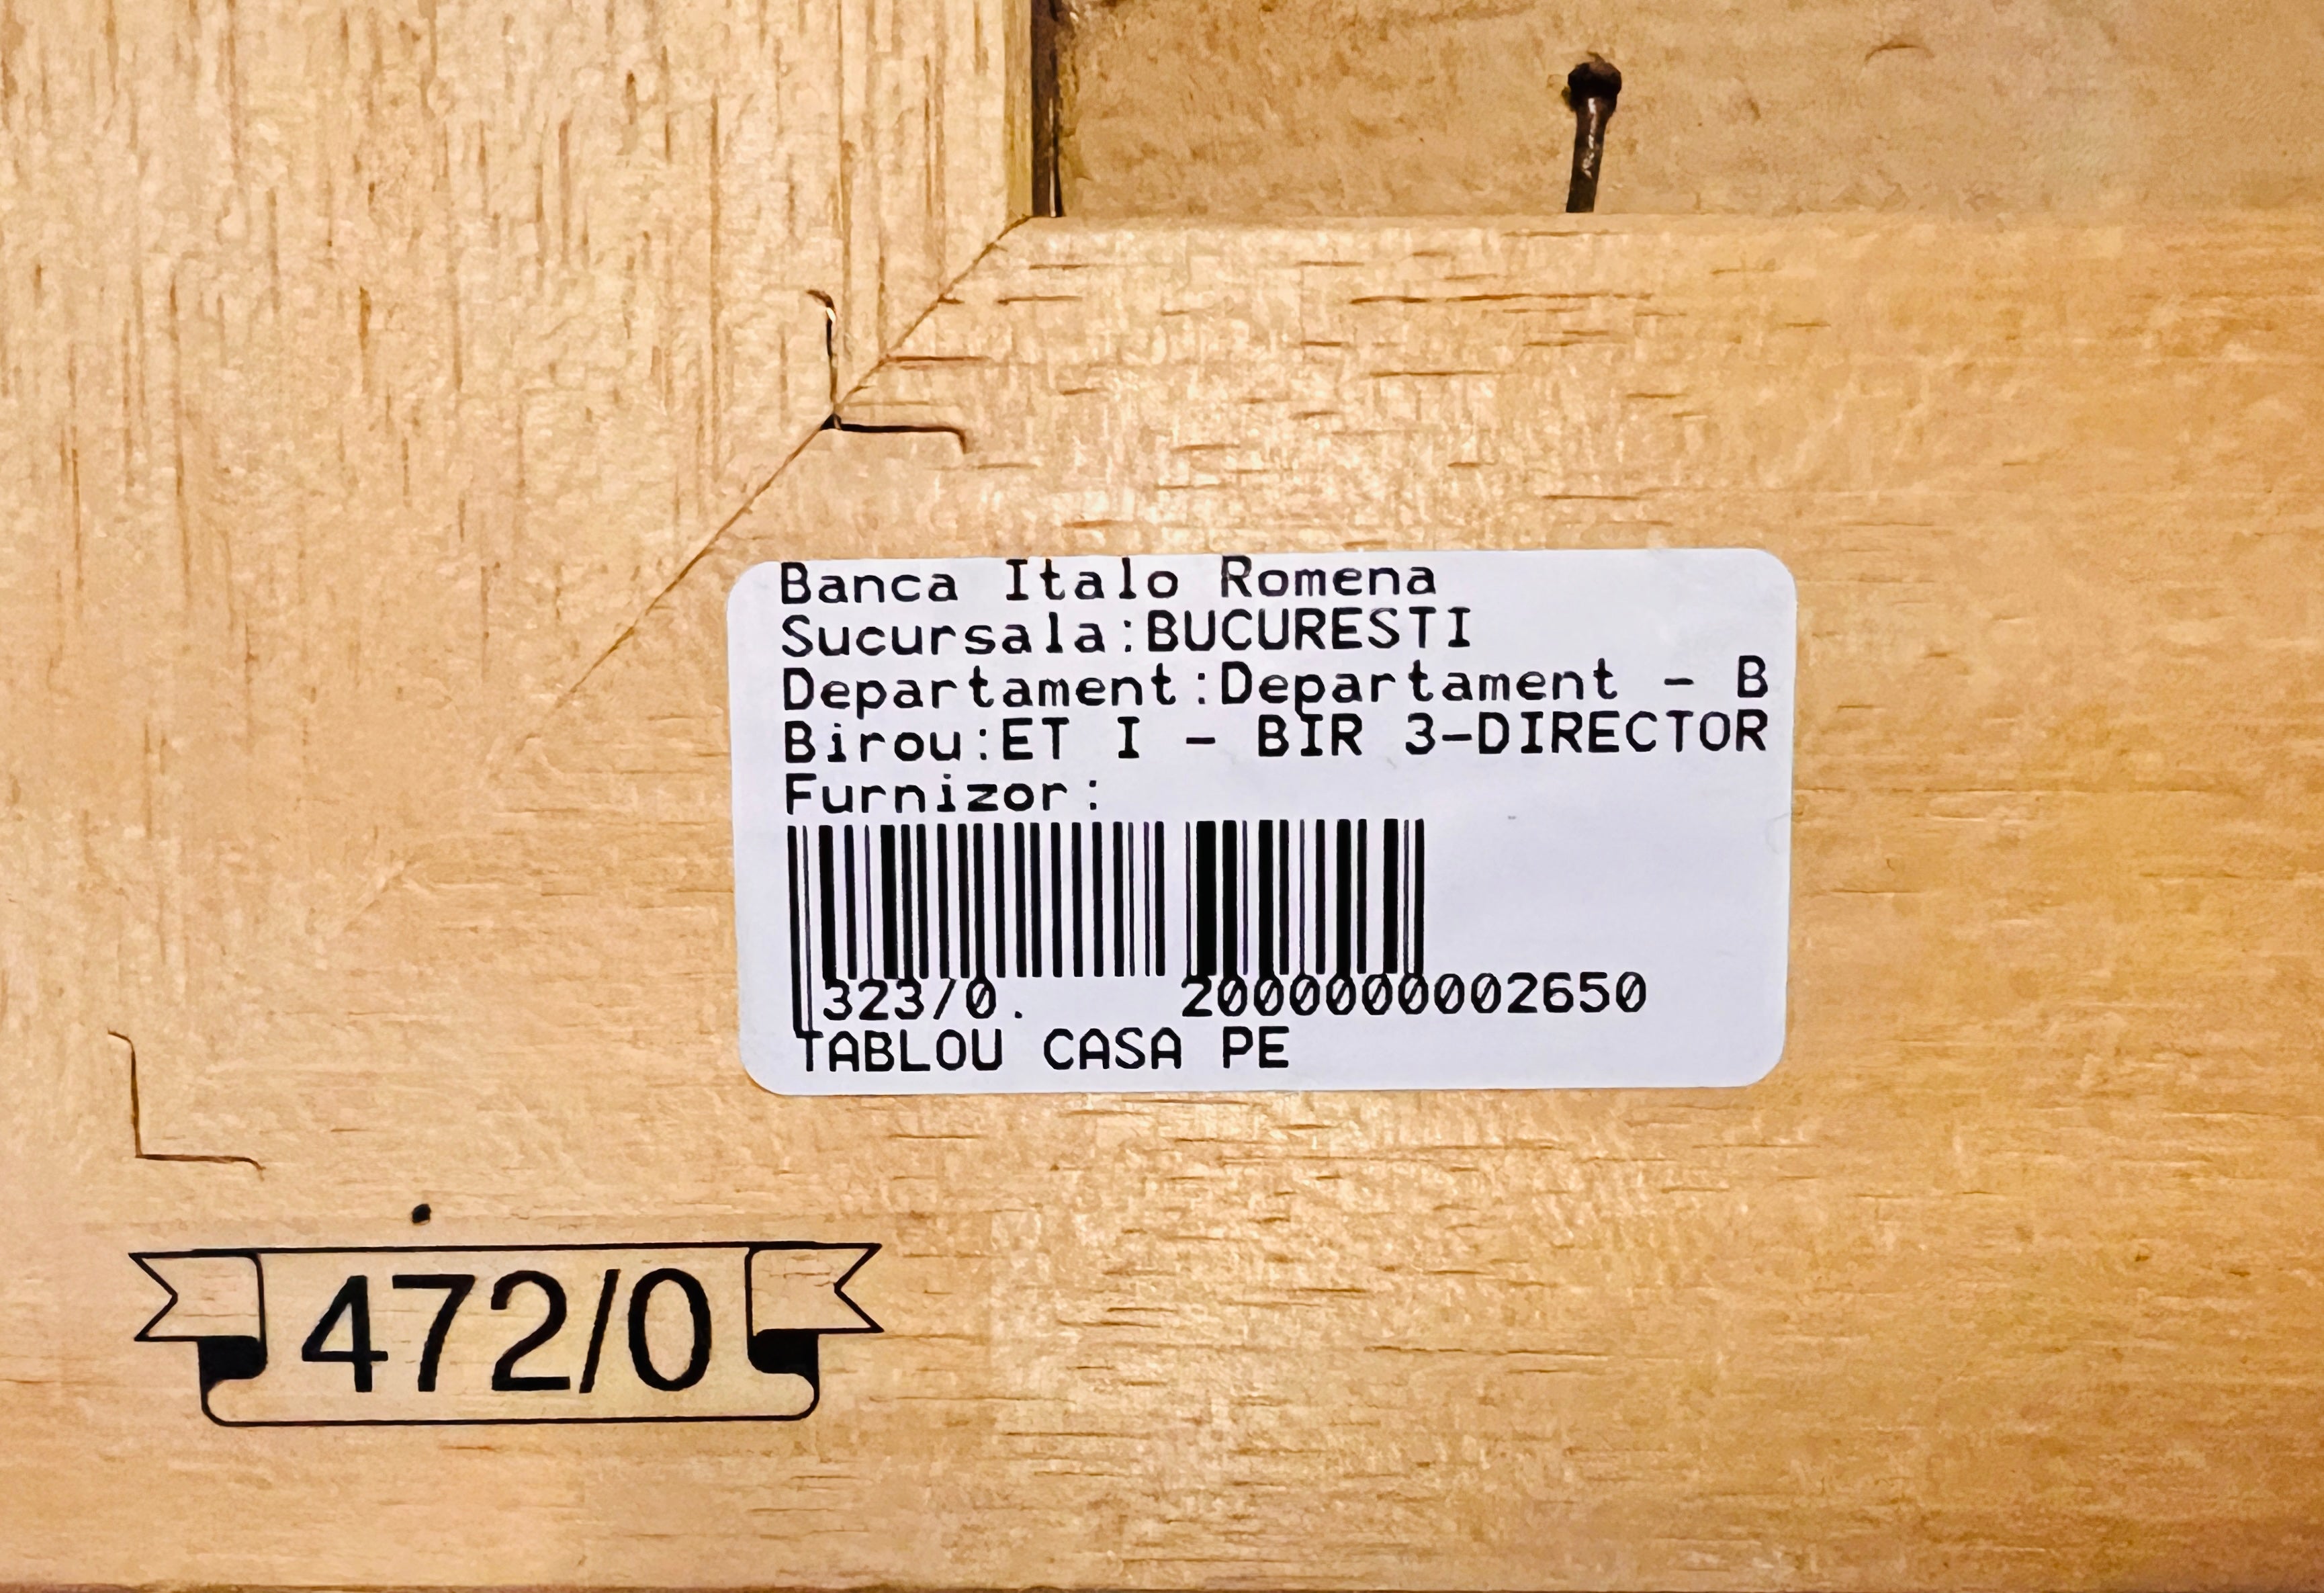 Banca Italo Romena
Sucursala:BUCURESTI
Departament:Departament - B
Birou:ET I - BIR 3-DIRECTOR
Furnizor:
323/0. 2000000002650
TABLOU CASA PE
472/0